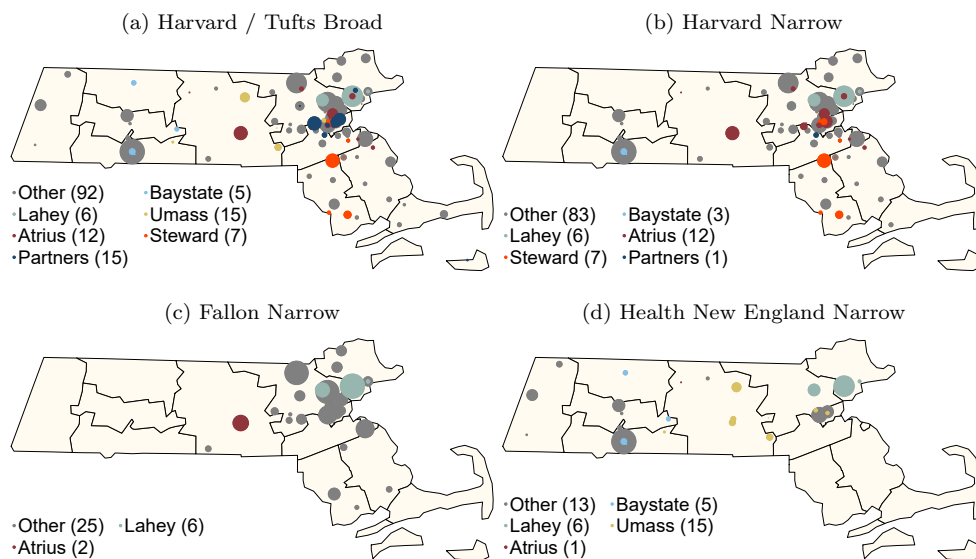 (a) Harvard / Tufts Broad
(b) Harvard Narrow
Other (92) Baystate (5)
Lahey (6) Umass (15)
Atrius (12) Steward (7)
Partners (15)
Other (83) Baystate (3)
Lahey (6) Atrius (12)
Steward (7) Partners (1)
(c) Fallon Narrow
(d) Health New England Narrow
Other (25) Lahey (6)
Atrius (2)
Other (13) Baystate (5)
Lahey (6) Umass (15)
Atrius (1)